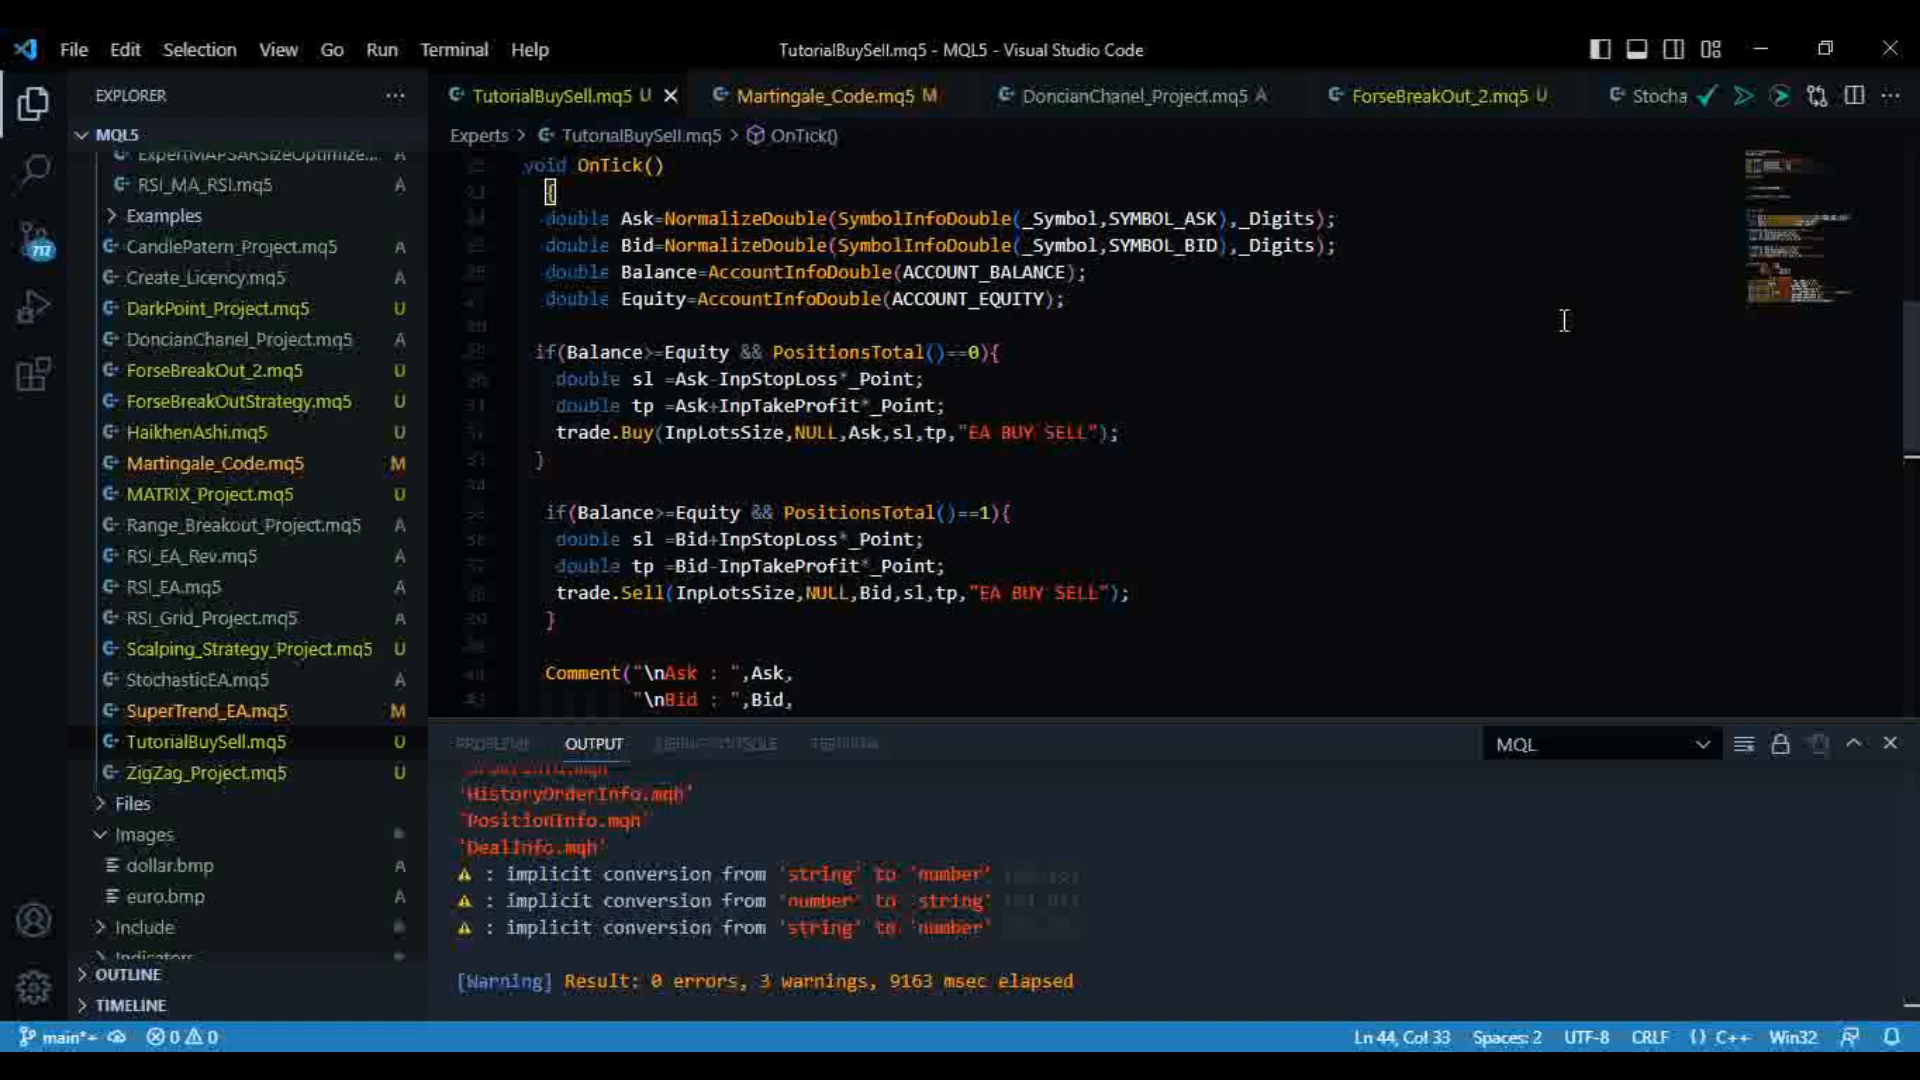 File Edit Selection View Go Run Terminal Help
TutorialBuySell.mq5 - MQL5 - Visual Studio Code
EXPLORER
TutorialBuySell.mq5 U
Martingale_Code.mq5 M
DoncianChanel_Project.mq5 A
ForseBreakOut_2.mq5 U
Stocha
MQL5
Experts > TutorialBuySell.mq5 > OnTick()
ExpertMAPSARSizeOptimize... A
RSI_MA_RSI.mq5 A
Examples
CandlePatern_Project.mq5 A
Create_Licency.mq5 A
DarkPoint_Project.mq5 U
DoncianChanel_Project.mq5 A
ForseBreakOut_2.mq5 U
ForseBreakOutStrategy.mq5 U
HaikhenAshi.mq5 U
Martingale_Code.mq5 M
MATRIX_Project.mq5 U
Range_Breakout_Project.mq5 A
RSI_EA_Rev.mq5 A
RSI_EA.mq5 A
RSI_Grid_Project.mq5 A
Scalping_Strategy_Project.mq5 U
StochasticEA.mq5 A
SuperTrend_EA.mq5 M
TutorialBuySell.mq5 U
ZigZag_Project.mq5 U
Files
Images
dollar.bmp A
euro.bmp A
Include
Indicators
OUTLINE
TIMELINE
717
void OnTick()
{
double Ask=NormalizeDouble(SymbolInfoDouble(_Symbol,SYMBOL_ASK),_Digits);
double Bid=NormalizeDouble(SymbolInfoDouble(_Symbol,SYMBOL_BID),_Digits);
double Balance=AccountInfoDouble(ACCOUNT_BALANCE);
double Equity=AccountInfoDouble(ACCOUNT_EQUITY);
if(Balance>=Equity && PositionsTotal()==0){
double sl =Ask-InpStopLoss*_Point;
double tp =Ask+InpTakeProfit*_Point;
trade.Buy(InpLotsSize,NULL,Ask,sl,tp,"EA BUY SELL");
}
if(Balance>=Equity && PositionsTotal()==1){
double sl =Bid+InpStopLoss*_Point;
double tp =Bid-InpTakeProfit*_Point;
trade.Sell(InpLotsSize,NULL,Bid,sl,tp,"EA BUY SELL");
}
Comment("\nAsk : ",Ask,
"\nBid : ",Bid,
PROBLEMS OUTPUT DEBUG CONSOLE TERMINAL
MQL
'HistoryOrderInfo.mqh'
'PositionInfo.mqh'
'DealInfo.mqh'
: implicit conversion from 'string' to 'number'
: implicit conversion from 'number' to 'string'
: implicit conversion from 'string' to 'number'
[Warning] Result: 0 errors, 3 warnings, 9163 msec elapsed
main*+ 0 0
Ln 44, Col 33 Spaces: 2 UTF-8 CRLF {} C++ Win32